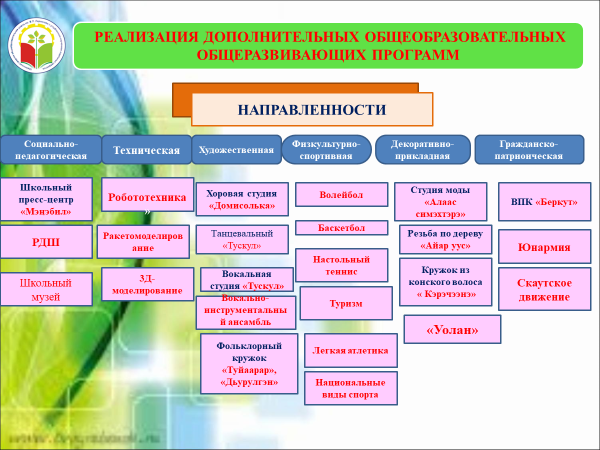 РЕАЛИЗАЦИЯ ДОПОЛНИТЕЛЬНЫХ ОБЩЕОБРАЗОВАТЕЛЬНЫХ
ОБЩЕРАЗВИВАЮЩИХ ПРОГРАММ
НАПРАВЛЕННОСТИ
Социально-
педагогическая
Техническая
Художественная
Физкультурно-
спортивная
Декоративно-
прикладная
Гражданско-
патриотическая
Школьный
пресс-центр
«Мэнэбил»
РДШ
Школьный
музей
Робототехника
»
Ракетомоделиров
ание
3Д-
моделирование
Хоровая студия
«Домисолька»
Танцевальный
«Тускул»
Вокальная
студия «Тускул»
Вокально-
инструментальны
й ансамбль
Фольклорный
кружок
«Туйаарар»,
«Дьурулгэн»
Волейбол
Баскетбол
Настольный
теннис
Туризм
Легкая атлетика
Национальные
виды спорта
Студия моды
«Алаас
симэхтэрэ»
Резьба по дереву
«Айар уус»
Кружок из
конского волоса
« Кэрэчээнэ»
«Уолан»
ВПК «Беркут»
Юнармия
Скаутское
движение